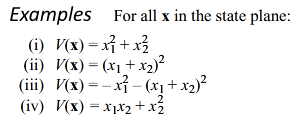 Examples For all x in the state plane:
(i) V(x) = x₁² + x₂²
(ii) V(x) = (x₁ + x₂)²
(iii) V(x) = – x₁² – (x₁ + x₂)²
(iv) V(x) = x₁x₂ + x₂²